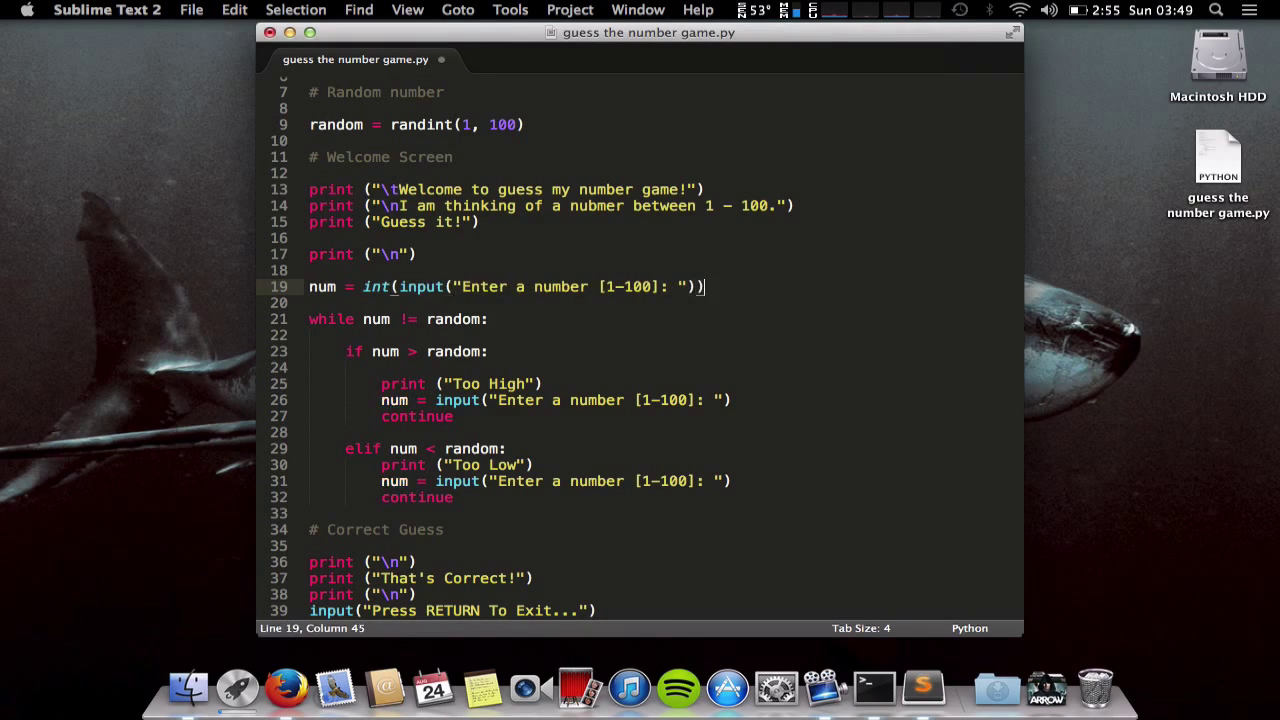 Sublime Text 2 File Edit Selection Find View Goto Tools Project Window Help SEN 53° MEM CPU 2:55 Sun 03:49
guess the number game.py
guess the number game.py
Macintosh HDD
PYTHON
guess the
number game.py
6
7 # Random number
8
9 random = randint(1, 100)
10
11 # Welcome Screen
12
13 print ("\tWelcome to guess my number game!")
14 print ("\nI am thinking of a nubmer between 1 - 100.")
15 print ("Guess it!")
16
17 print ("\n")
18
19 num = int(input("Enter a number [1-100]: "))
20
21 while num != random:
22
23 if num > random:
24
25 print ("Too High")
26 num = input("Enter a number [1-100]: ")
27 continue
28
29 elif num < random:
30 print ("Too Low")
31 num = input("Enter a number [1-100]: ")
32 continue
33
34 # Correct Guess
35
36 print ("\n")
37 print ("That's Correct!")
38 print ("\n")
39 input("Press RETURN To Exit...")
Line 19, Column 45 Tab Size: 4 Python
AUG
24
ARROW